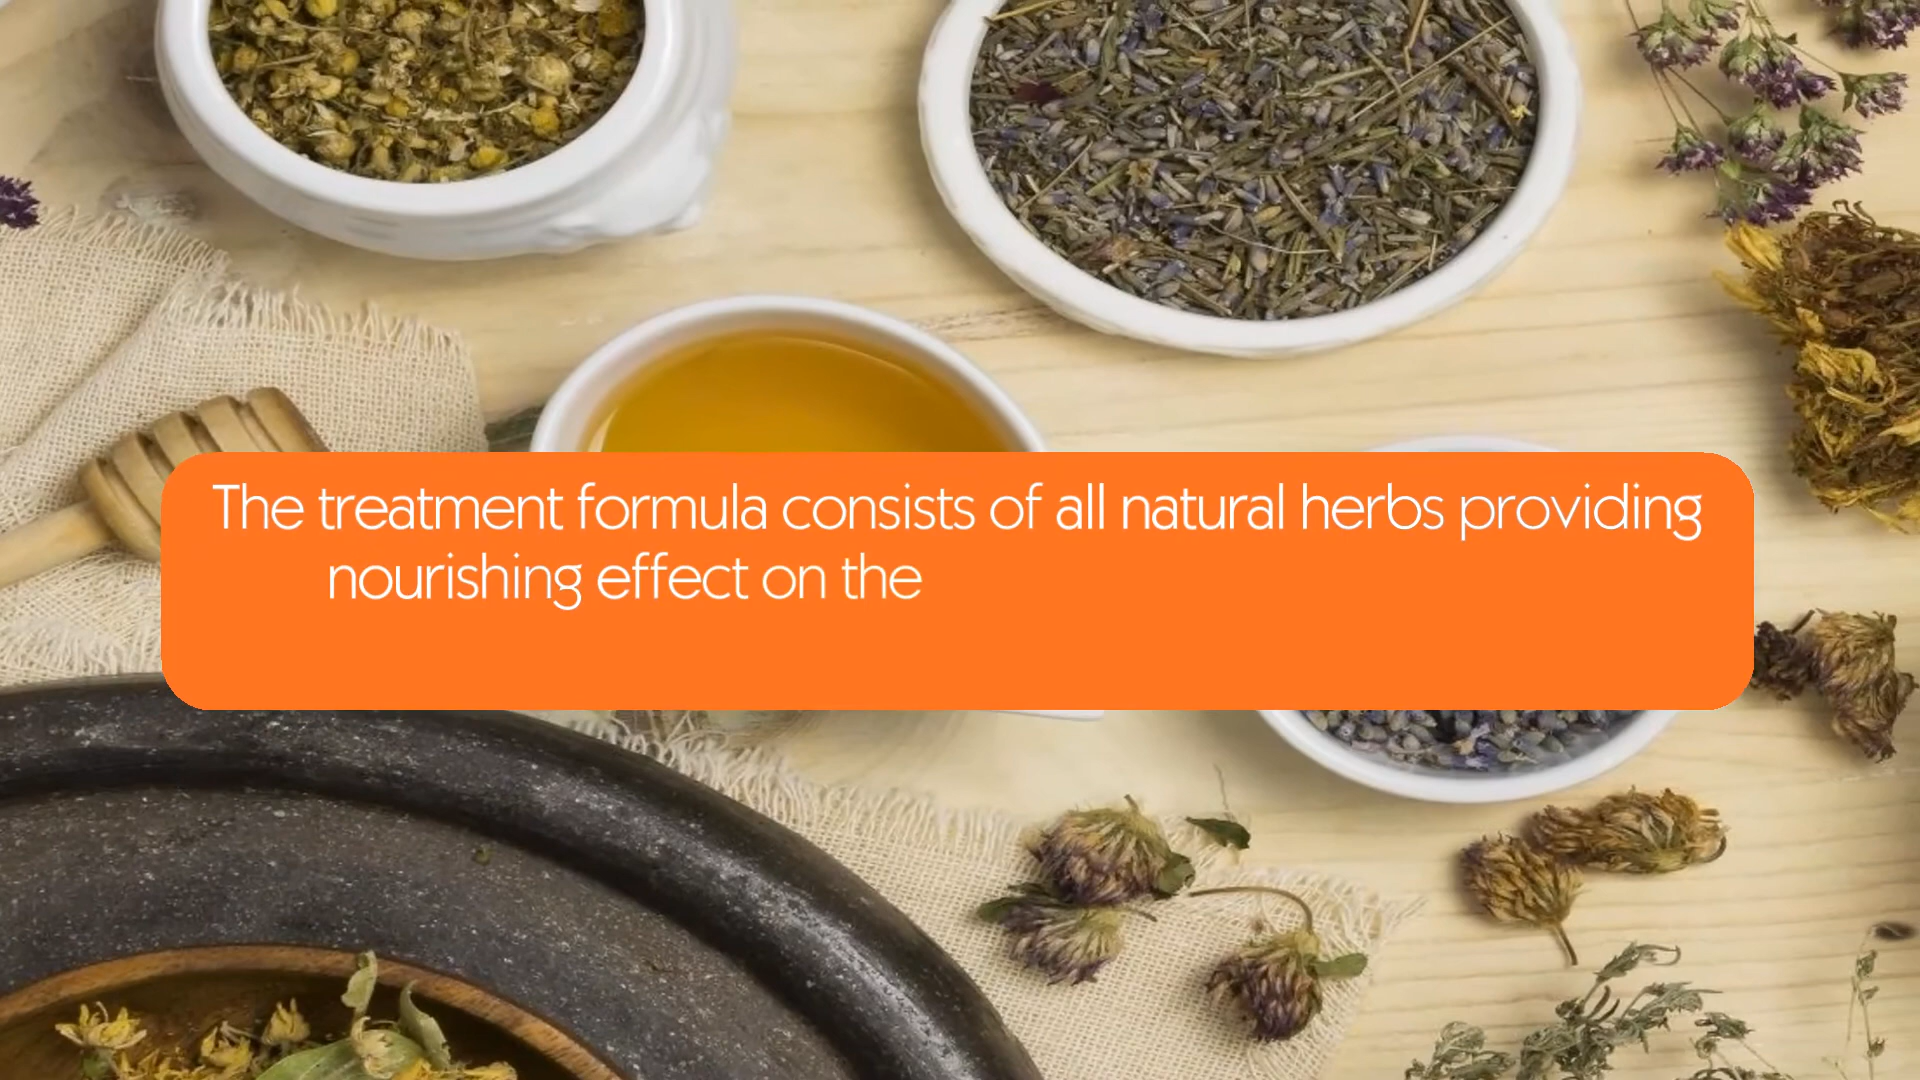 The treatment formula consists of all natural herbs providing
nourishing effect on the